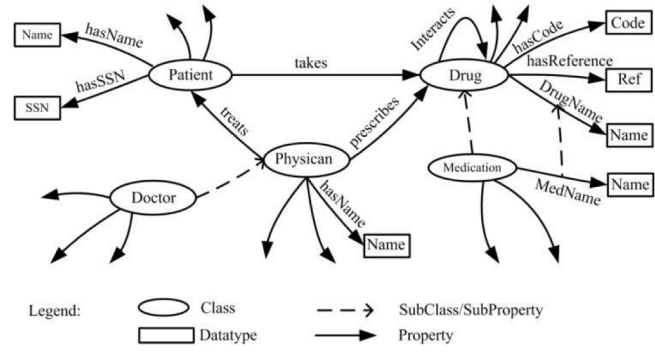 Name
hasName
hasSSN
SSN
Patient
takes
Interacts
Drug
hasCode
Code
hasReference
Ref
DrugName
Name
treats
prescribes
Physican
Doctor
hasName
Name
Medication
MedName
Name
Legend:
Class
SubClass/SubProperty
Datatype
Property